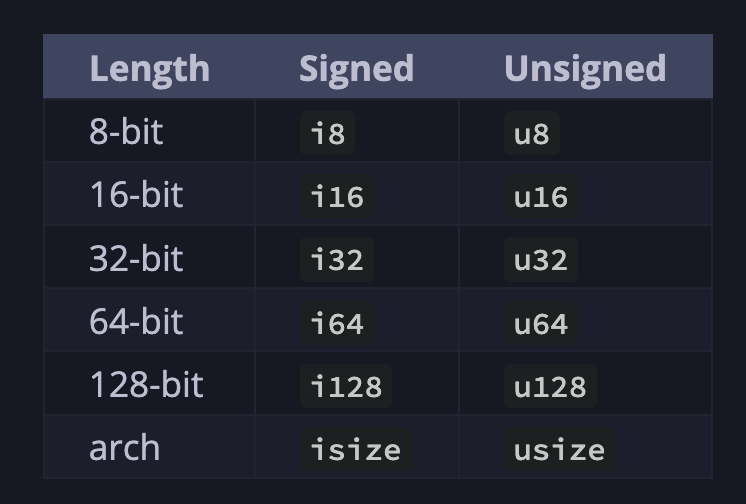 Length Signed Unsigned
8-bit i8 u8
16-bit i16 u16
32-bit i32 u32
64-bit i64 u64
128-bit i128 u128
arch isize usize